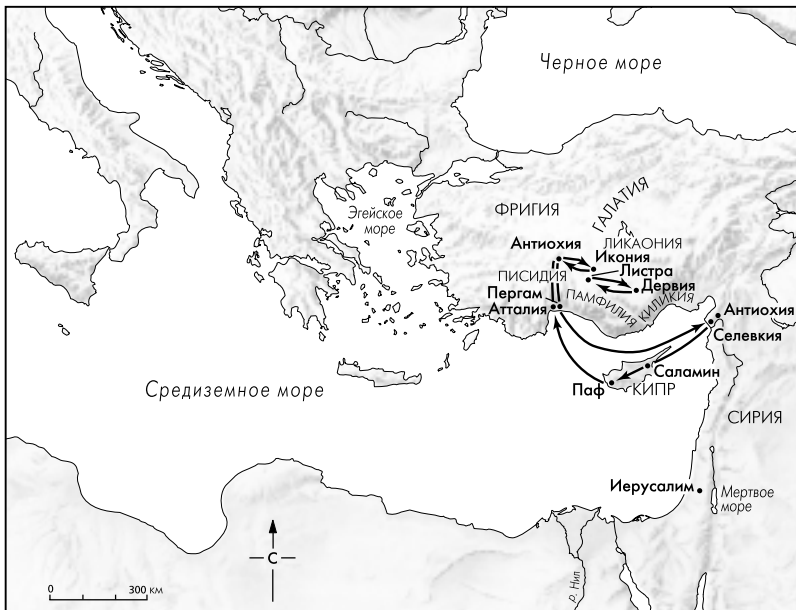 Черное море
Эгейское
море
ФРИГИЯ
ГАЛАТИЯ
ЛИКАОНИЯ
Антиохия
Икония
Листра
Дервия
ПИСИДИЯ
ПАМФИЛИЯ
КИЛИКИЯ
Пергам
Атталия
Антиохия
Селевкия
Саламин
Паф
КИПР
Средиземное море
СИРИЯ
Иерусалим
Мертвое
море
С
р. Нил
0 300 КМ